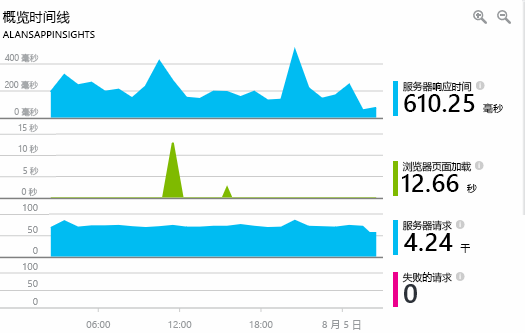 概览时间线
ALANSAPPINSIGHTS
400 毫秒
200 毫秒
0 毫秒
服务器响应时间
610.25 毫秒
15 秒
10 秒
5 秒
0 秒
浏览器页面加载
12.66 秒
100
50
0
服务器请求
4.24 千
100
50
0
失败的请求
0
06:00 12:00 18:00 8 月 5 日